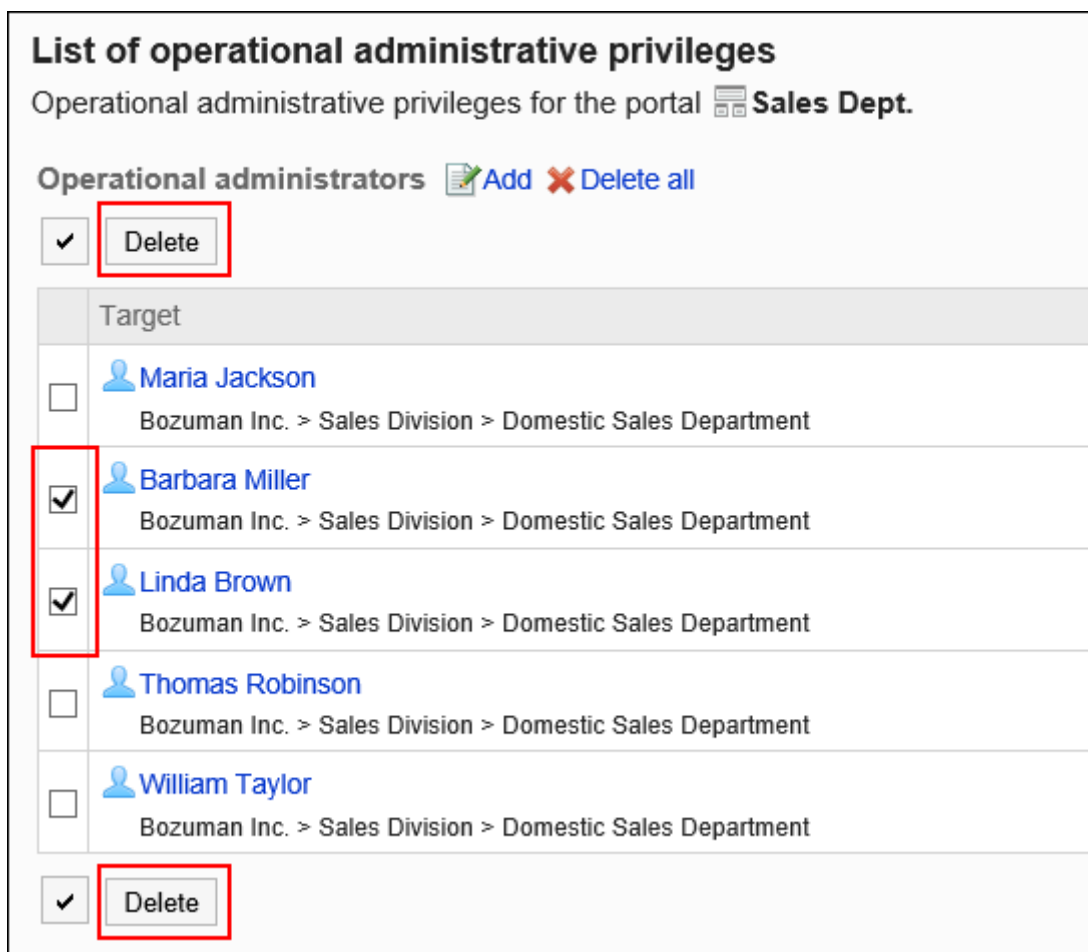 List of operational administrative privileges
Operational administrative privileges for the portal Sales Dept.
Operational administrators Add Delete all
Delete
Target
Maria Jackson
Bozuman Inc. > Sales Division > Domestic Sales Department
Barbara Miller
Bozuman Inc. > Sales Division > Domestic Sales Department
Linda Brown
Bozuman Inc. > Sales Division > Domestic Sales Department
Thomas Robinson
Bozuman Inc. > Sales Division > Domestic Sales Department
William Taylor
Bozuman Inc. > Sales Division > Domestic Sales Department
Delete